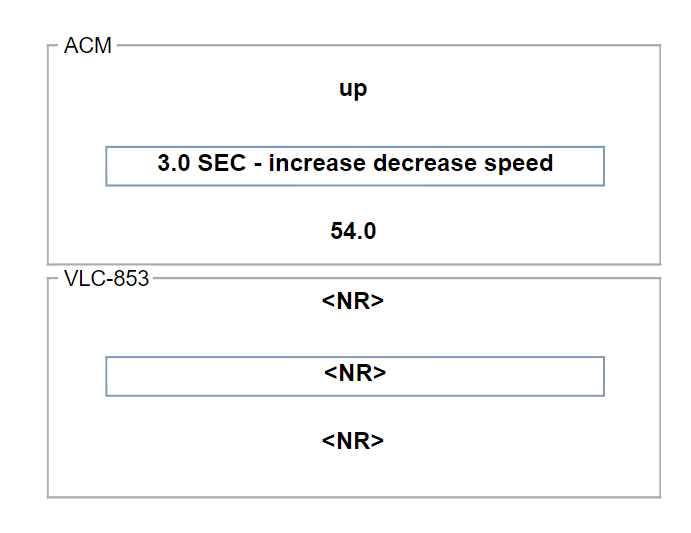 ACM
up
3.0 SEC - increase decrease speed
54.0
VLC-853
<NR>
<NR>
<NR>